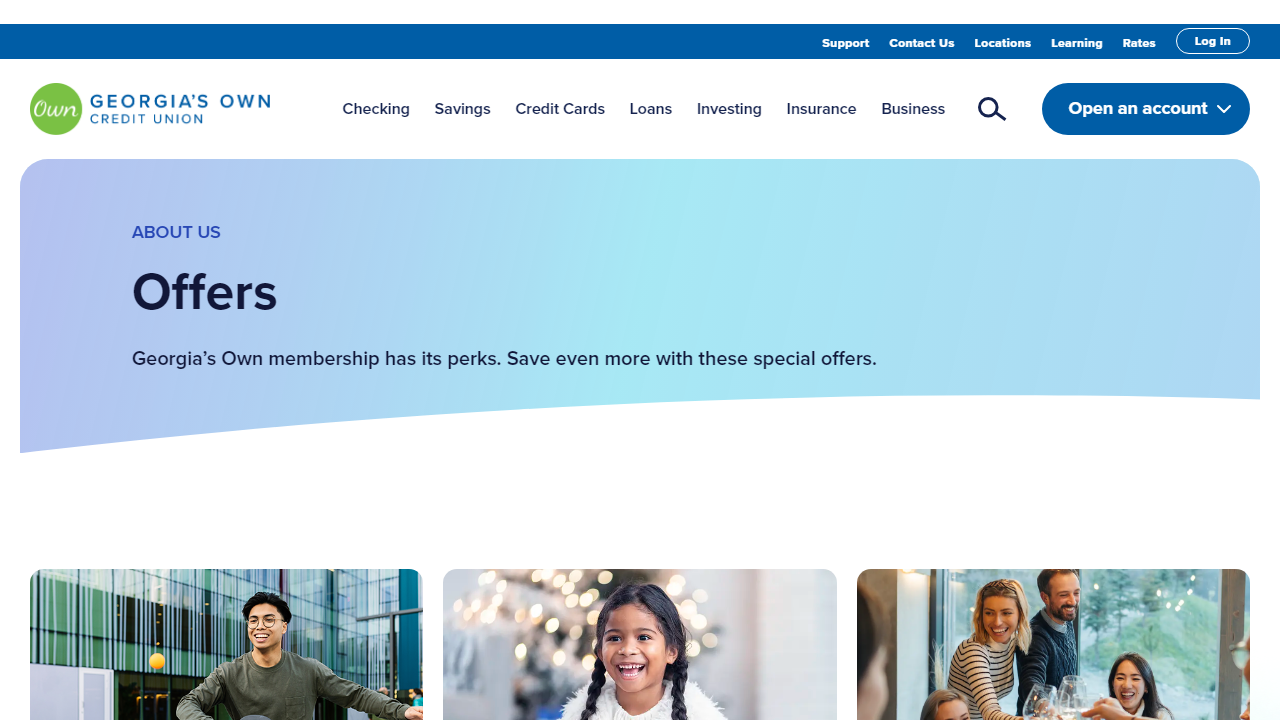 Support Contact Us Locations Learning Rates Log In
Own GEORGIA'S OWN
CREDIT UNION
Checking Savings Credit Cards Loans Investing Insurance Business Open an account
ABOUT US
Offers
Georgia’s Own membership has its perks. Save even more with these special offers.